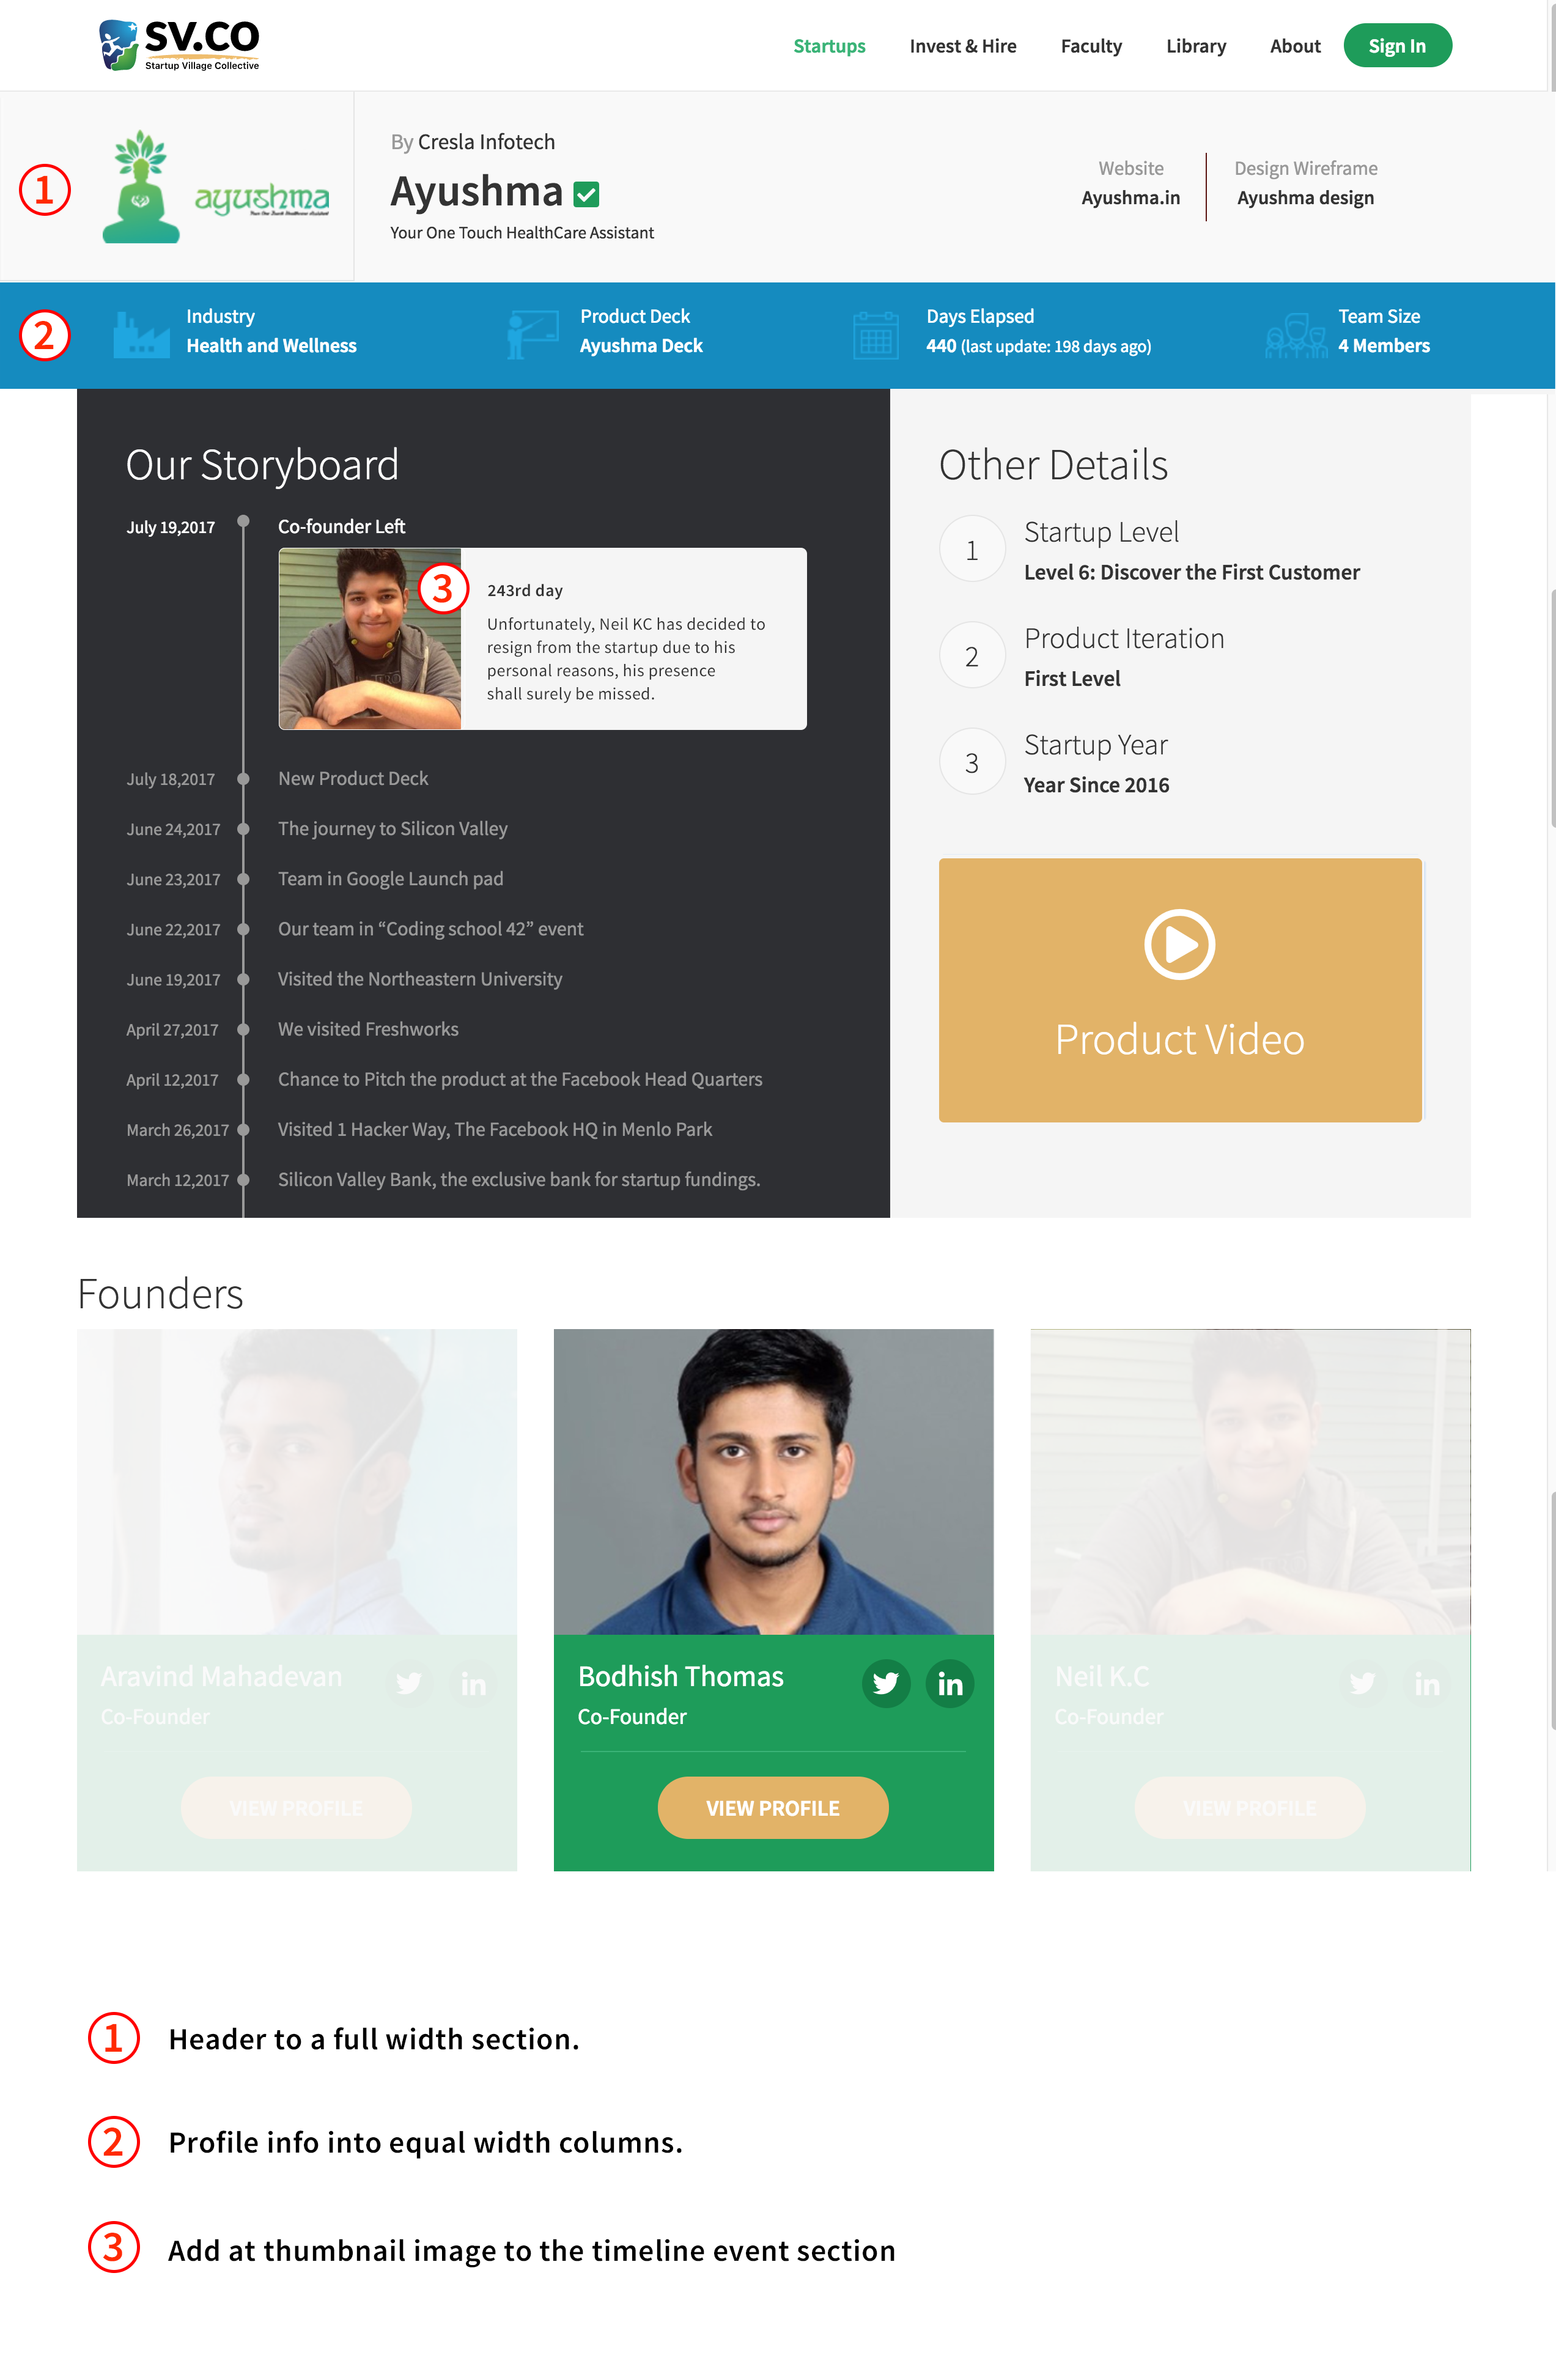 SV.CO
Startup Village Collective
Startups
Invest & Hire
Faculty
Library
About
Sign In
1
ayushma
Your One Touch Healthcare Assistant
By Cresla Infotech
Ayushma
Your One Touch HealthCare Assistant
Website
Ayushma.in
Design Wireframe
Ayushma design
2
Industry
Health and Wellness
Product Deck
Ayushma Deck
Days Elapsed
440 (last update: 198 days ago)
Team Size
4 Members
Our Storyboard
July 19,2017
Co-founder Left
3
243rd day
Unfortunately, Neil KC has decided to
resign from the startup due to his
personal reasons, his presence
shall surely be missed.
July 18,2017
New Product Deck
June 24,2017
The journey to Silicon Valley
June 23,2017
Team in Google Launch pad
June 22,2017
Our team in “Coding school 42” event
June 19,2017
Visited the Northeastern University
April 27,2017
We visited Freshworks
April 12,2017
Chance to Pitch the product at the Facebook Head Quarters
March 26,2017
Visited 1 Hacker Way, The Facebook HQ in Menlo Park
March 12,2017
Silicon Valley Bank, the exclusive bank for startup fundings.
Other Details
1
Startup Level
Level 6: Discover the First Customer
2
Product Iteration
First Level
3
Startup Year
Year Since 2016
Product Video
Founders
Aravind Mahadevan
in
Co-Founder
VIEW PROFILE
Bodhish Thomas
in
Co-Founder
VIEW PROFILE
Neil K.C
in
Co-Founder
VIEW PROFILE
1 Header to a full width section.
2 Profile info into equal width columns.
3 Add at thumbnail image to the timeline event section